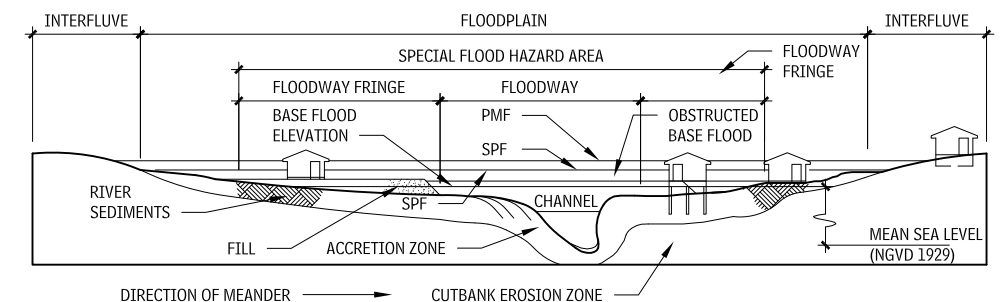 INTERFLUVE
FLOODPLAIN
INTERFLUVE
SPECIAL FLOOD HAZARD AREA
FLOODWAY
FRINGE
FLOODWAY FRINGE
FLOODWAY
BASE FLOOD
ELEVATION
PMF
OBSTRUCTED
BASE FLOOD
SPF
RIVER
SEDIMENTS
SPF
CHANNEL
FILL
ACCRETION ZONE
MEAN SEA LEVEL
(NGVD 1929)
DIRECTION OF MEANDER
CUTBANK EROSION ZONE